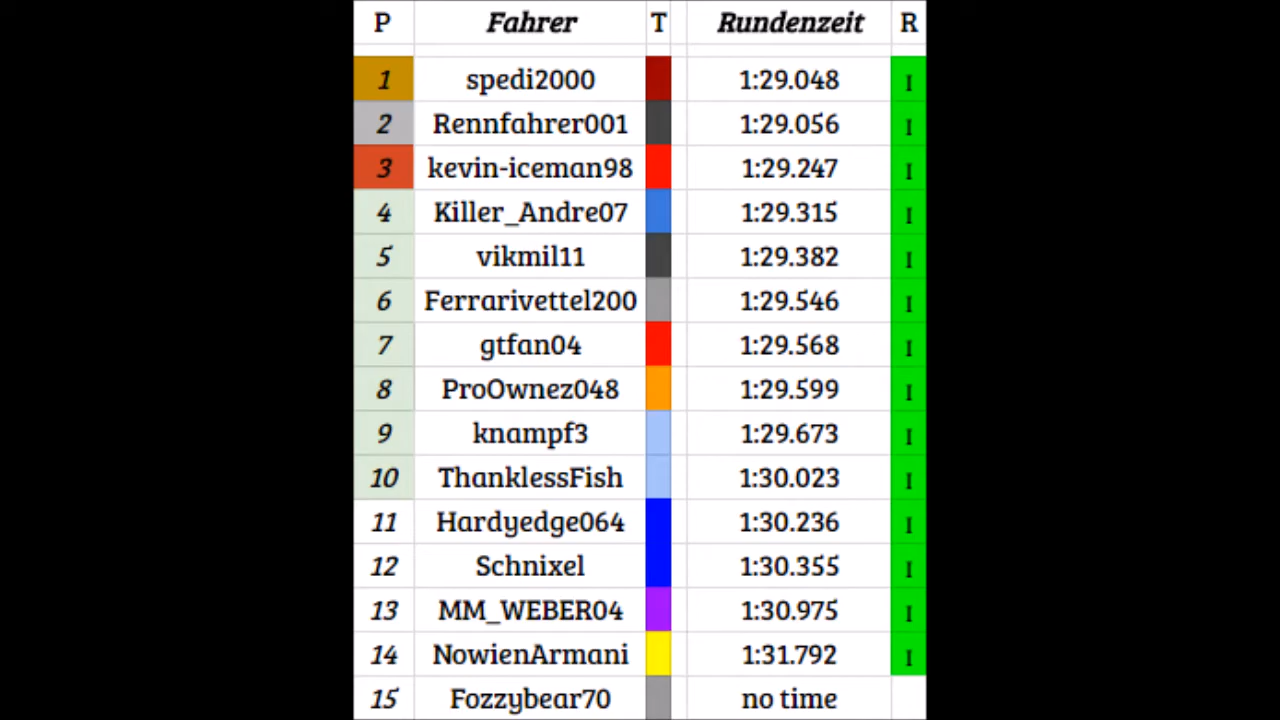 P Fahrer T Rundenzeit R
1 spedi2000 1:29.048 I
2 Rennfahrer001 1:29.056 I
3 kevin-iceman98 1:29.247 I
4 Killer_Andre07 1:29.315 I
5 vikmil11 1:29.382 I
6 Ferrarivettel200 1:29.546 I
7 gtfan04 1:29.568 I
8 ProOwnez048 1:29.599 I
9 knampf3 1:29.673 I
10 ThanklessFish 1:30.023 I
11 Hardyedge064 1:30.236 I
12 Schnixel 1:30.355 I
13 MM_WEBER04 1:30.975 I
14 NowienArmani 1:31.792 I
15 Fozzybear70 no time